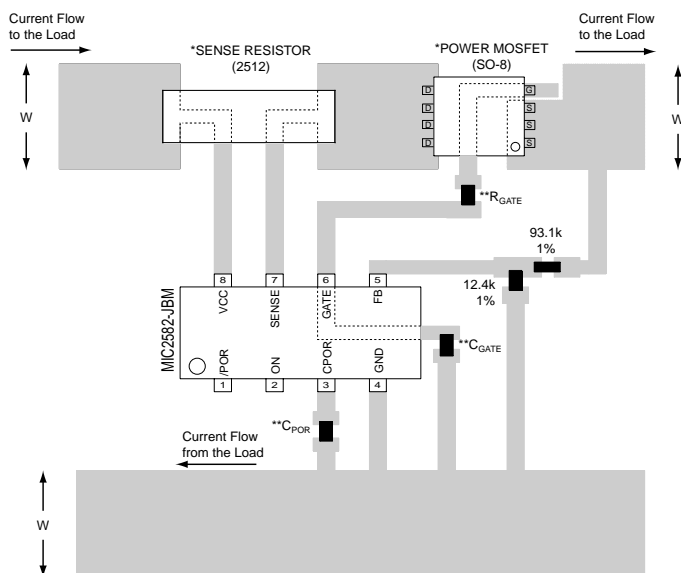 Current Flow
to the Load
*SENSE RESISTOR
(2512)
*POWER MOSFET
(SO-8)
Current Flow
to the Load
W
W
D
D
D
D
G
S
S
S
**RGATE
93.1k
1%
12.4k
1%
8
7
6
5
VCC
SENSE
GATE
FB
MIC2582-JBM
/POR
ON
CPOR
GND
1
2
3
4
**CGATE
**CPOR
Current Flow
from the Load
W